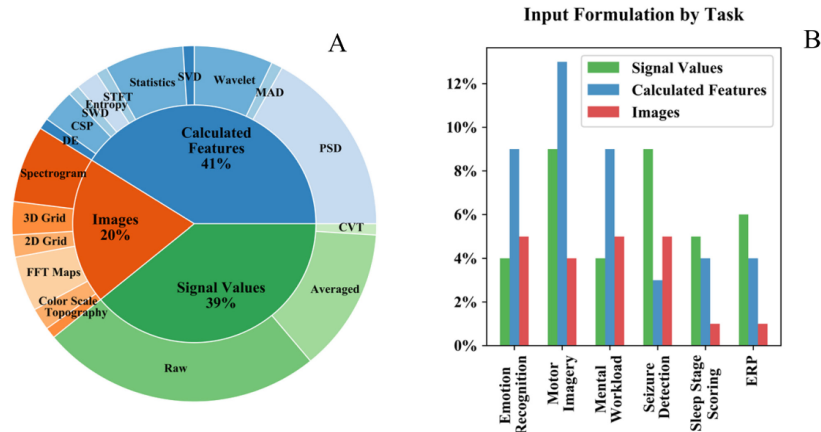 Input Formulation by Task
A
B
SVD
Wavelet
Statistics
MAD
STFT
Entropy
SWD
CSP
DE
PSD
Calculated
Features
41%
Spectrogram
3D Grid
2D Grid
FFT Maps
Color Scale
Topography
Images
20%
CVT
Signal Values
39%
Averaged
Raw
Signal Values
Calculated Features
Images
12%
10%
8%
6%
4%
2%
0%
Emotion
Recognition
Motor
Imagery
Mental
Workload
Seizure
Detection
Sleep Stage
Scoring
ERP